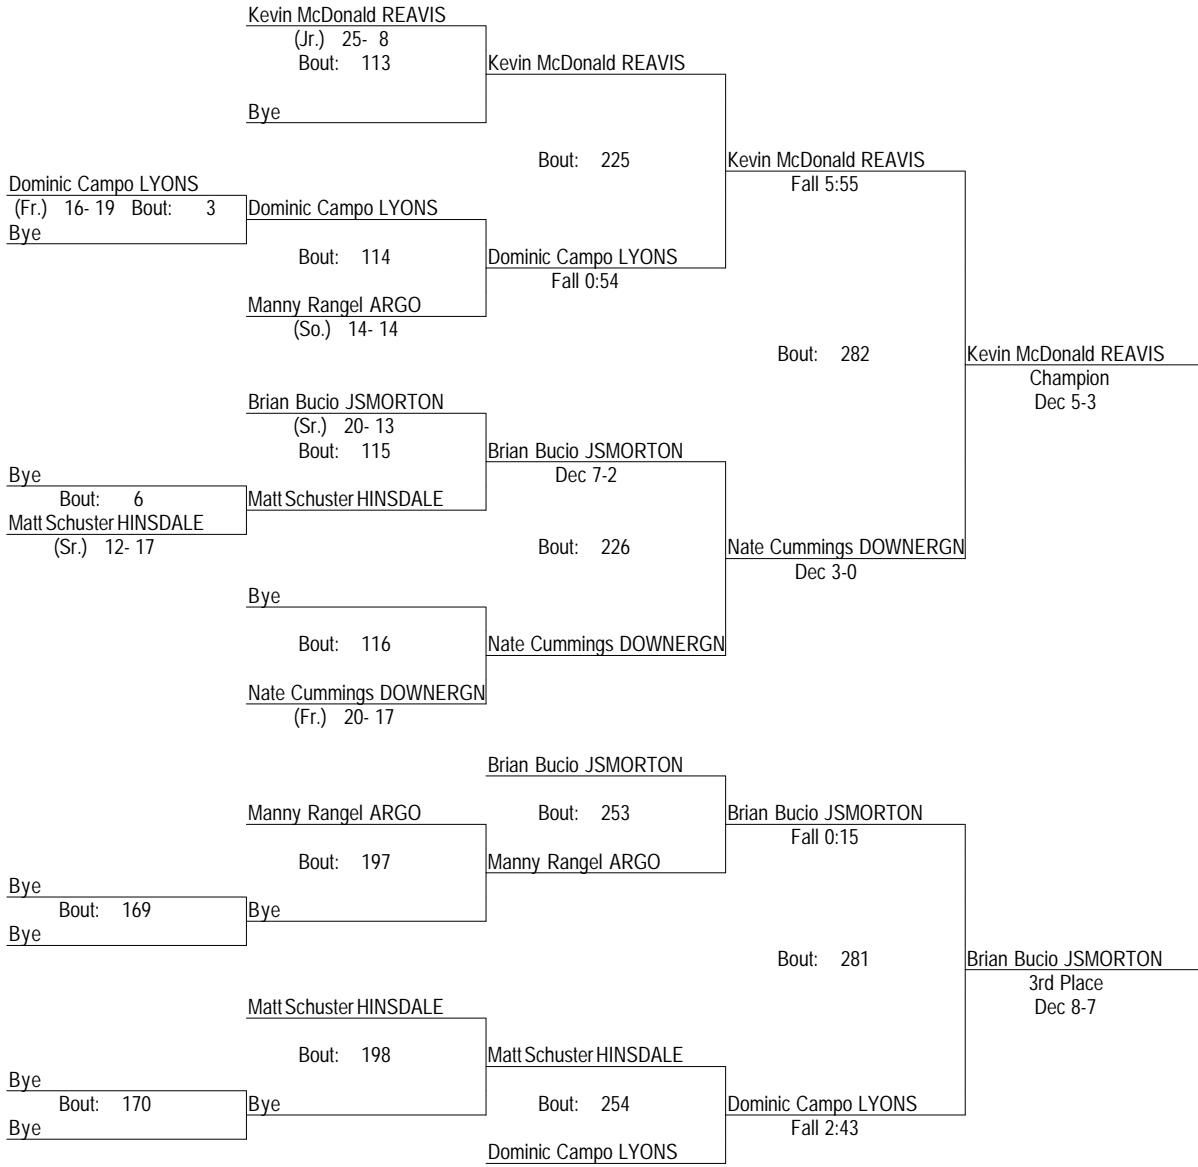 Kevin McDonald REAVIS
(Jr.) 25- 8
Bout: 113
Kevin McDonald REAVIS
Bye
Bout: 225
Kevin McDonald REAVIS
Fall 5:55
Dominic Campo LYONS
(Fr.) 16- 19 Bout: 3
Bye
Dominic Campo LYONS
Bout: 114
Dominic Campo LYONS
Fall 0:54
Manny Rangel ARGO
(So.) 14- 14
Bout: 282
Kevin McDonald REAVIS
Champion
Dec 5-3
Brian Bucio JSMORTON
(Sr.) 20- 13
Bout: 115
Brian Bucio JSMORTON
Dec 7-2
Bye
Bout: 6
Matt Schuster HINSDALE
(Sr.) 12- 17
Matt Schuster HINSDALE
Bout: 226
Nate Cummings DOWNERGN
Dec 3-0
Bye
Bout: 116
Nate Cummings DOWNERGN
Nate Cummings DOWNERGN
(Fr.) 20- 17
Brian Bucio JSMORTON
Manny Rangel ARGO
Bout: 253
Brian Bucio JSMORTON
Fall 0:15
Bout: 197
Manny Rangel ARGO
Bye
Bout: 169
Bye
Bye
Bout: 281
Brian Bucio JSMORTON
3rd Place
Dec 8-7
Matt Schuster HINSDALE
Bout: 198
Matt Schuster HINSDALE
Bye
Bout: 170
Bye
Bye
Bout: 254
Dominic Campo LYONS
Fall 2:43
Dominic Campo LYONS